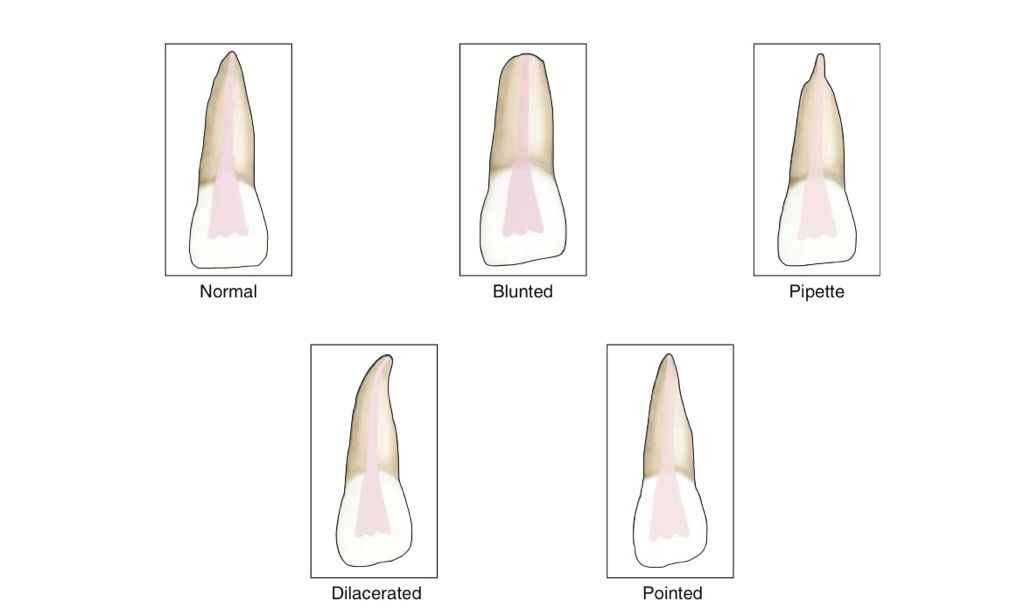 Normal
Blunted
Pipette
Dilacerated
Pointed